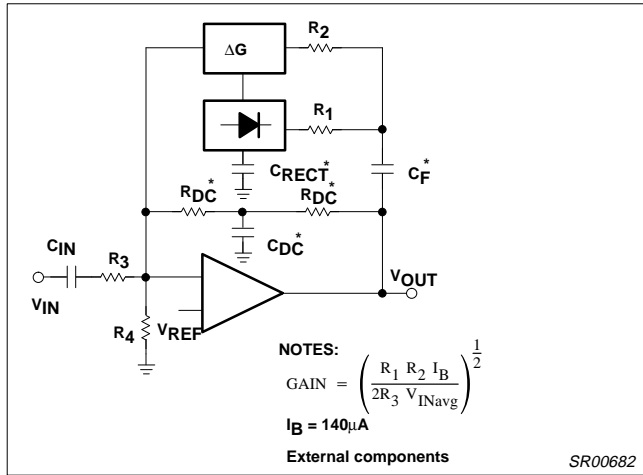 R2
ΔG
R1
CRECT*
CF*
RDC*
RDC*
CDC*
CIN
R3
VIN
VOUT
R4
VREF
NOTES:
GAIN = (R1 R2 IB / 2R3 VINavg)^1/2
IB = 140μA
External components
SR00682